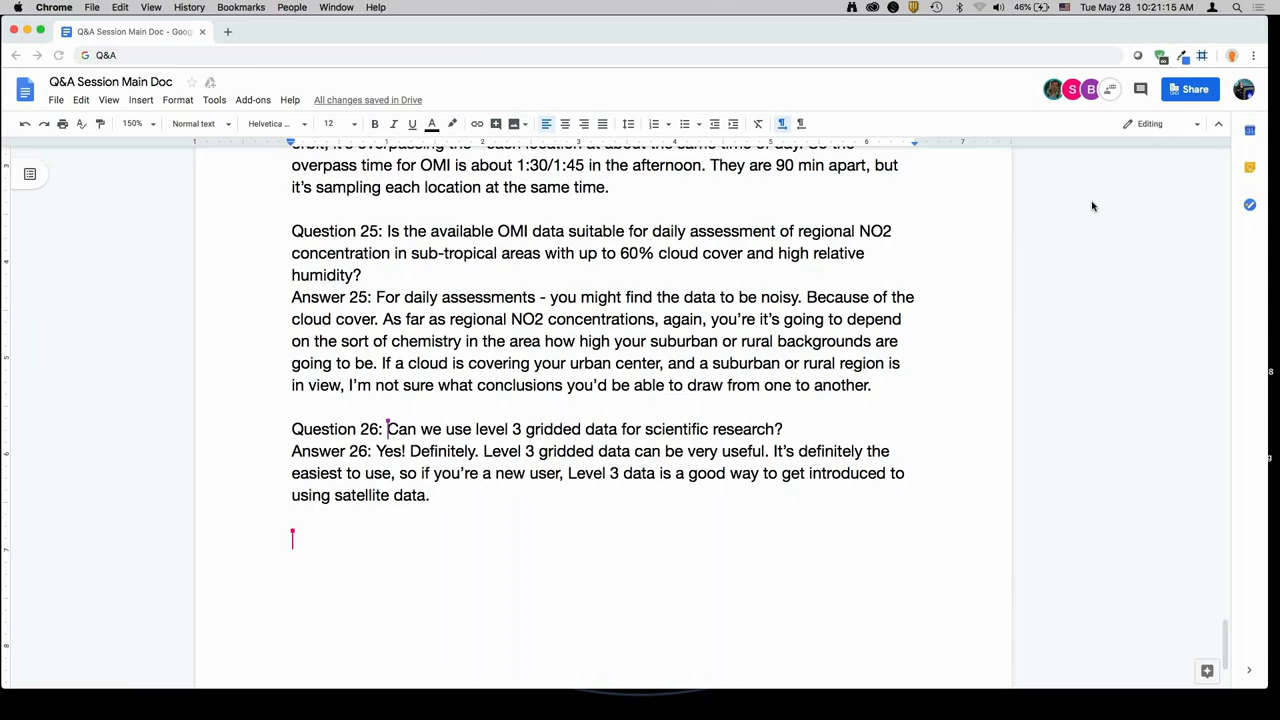 Chrome File Edit View History Bookmarks People Window Help 46% Tue May 28 10:21:15 AM
Q&A Session Main Doc - Goog
Q&A
Q&A Session Main Doc
S B Share
File Edit View Insert Format Tools Add-ons Help All changes saved in Drive
150% Normal text Helvetica ... 12 B I U A Editing
1 1 2 3 4 5 6 7
overpass time for OMI is about 1:30/1:45 in the afternoon. They are 90 min apart, but
it's sampling each location at the same time.
Question 25: Is the available OMI data suitable for daily assessment of regional NO2
concentration in sub-tropical areas with up to 60% cloud cover and high relative
humidity?
Answer 25: For daily assessments - you might find the data to be noisy. Because of the
cloud cover. As far as regional NO2 concentrations, again, you're it's going to depend
on the sort of chemistry in the area how high your suburban or rural backgrounds are
going to be. If a cloud is covering your urban center, and a suburban or rural region is
in view, I'm not sure what conclusions you'd be able to draw from one to another.
Question 26: Can we use level 3 gridded data for scientific research?
Answer 26: Yes! Definitely. Level 3 gridded data can be very useful. It's definitely the
easiest to use, so if you're a new user, Level 3 data is a good way to get introduced to
using satellite data.